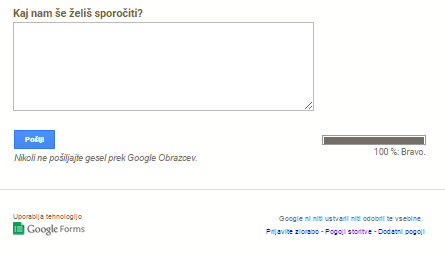 Kaj nam še želiš sporočiti?
Pošlji
Nikoli ne pošiljajte gesel prek Google Obrazcev.
100 %: Bravo.
Uporablja tehnologijo
Google Forms
Google ni niti ustvaril niti odobril te vsebine.
Prijavite zlorabo - Pogoji storitve - Dodatni pogoji